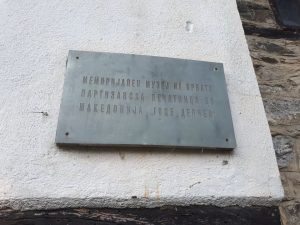 МЕМОРИЈАЛЕН МУЗЕЈ НА ПРВАТА
ПАРТИЗАНСКА ПЕЧАТНИЦА ВО
МАКЕДОНИЈА „ГОЦЕ ДЕЛЧЕВ“